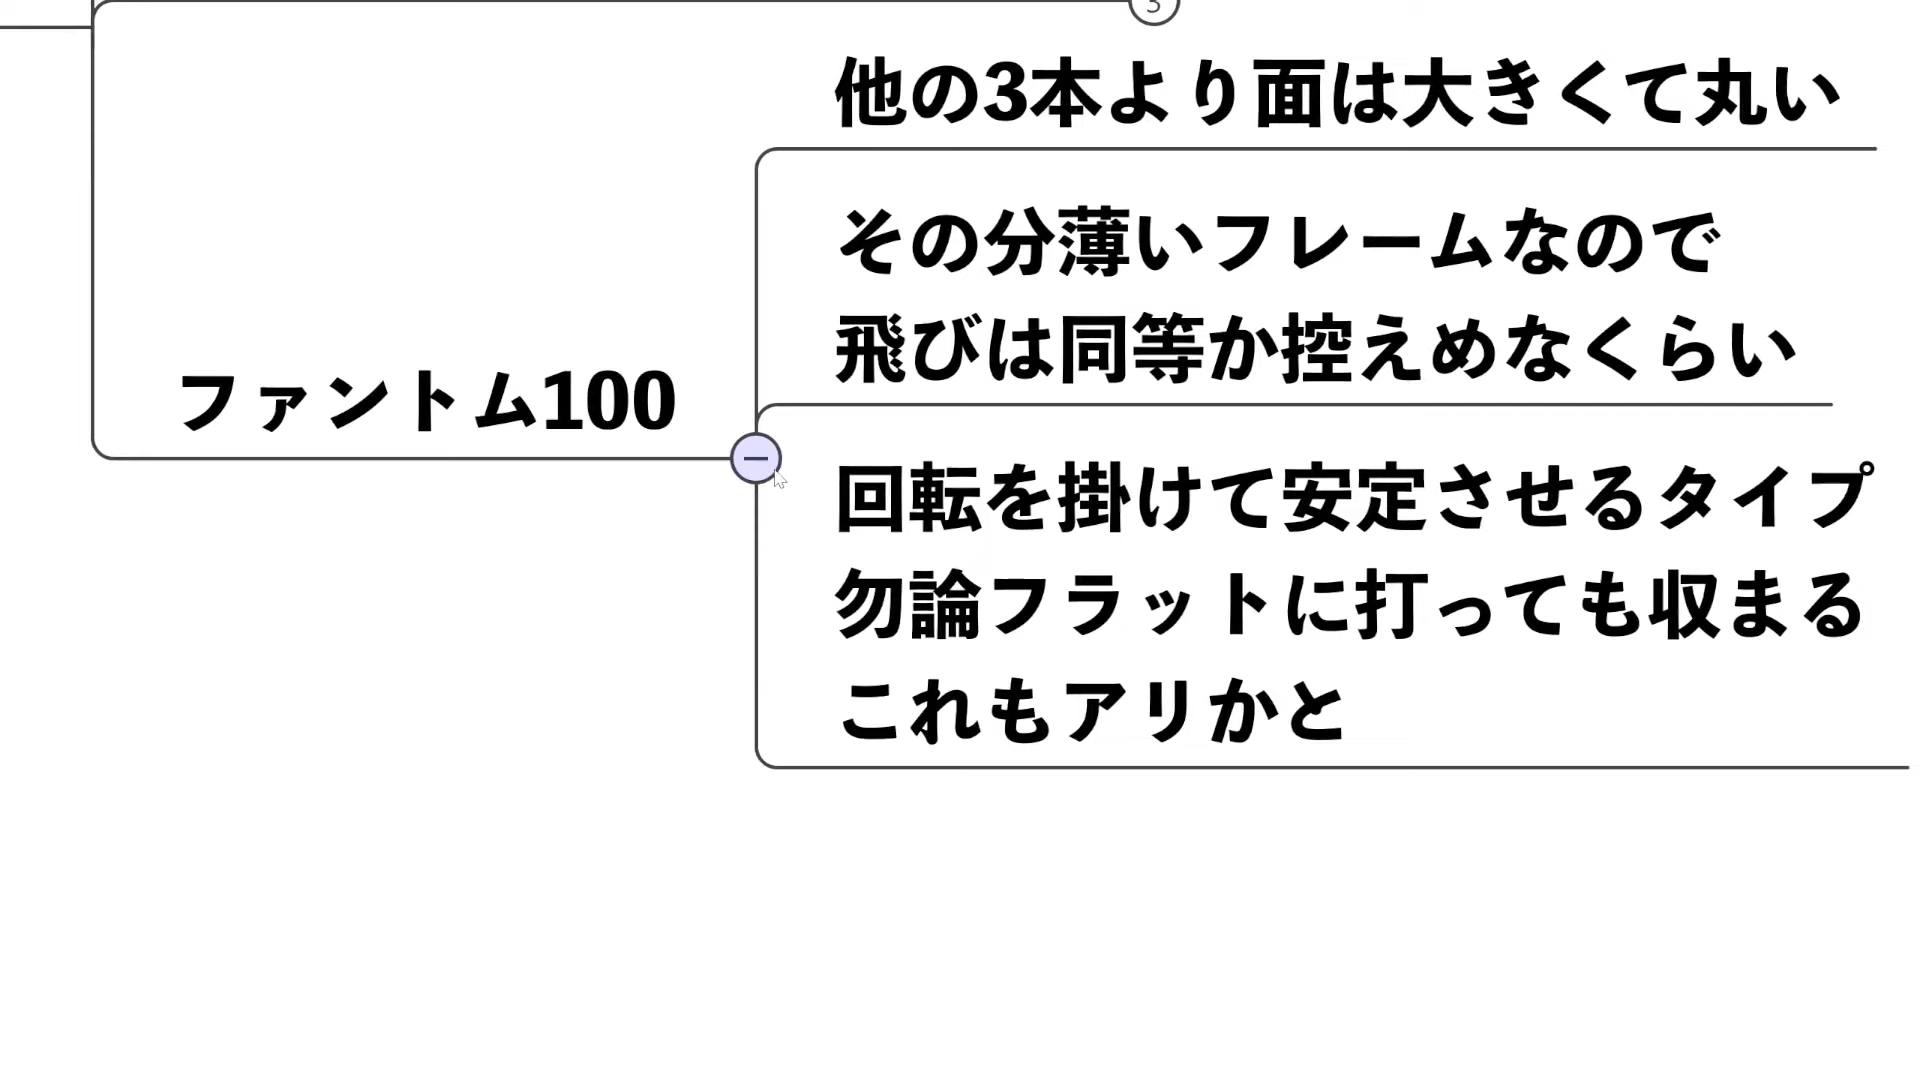 3
他の3本より面は大きくて丸い
その分薄いフレームなので
飛びは同等か控えめなくらい
ファントム100
回転を掛けて安定させるタイプ
勿論フラットに打っても収まる
これもアリかと